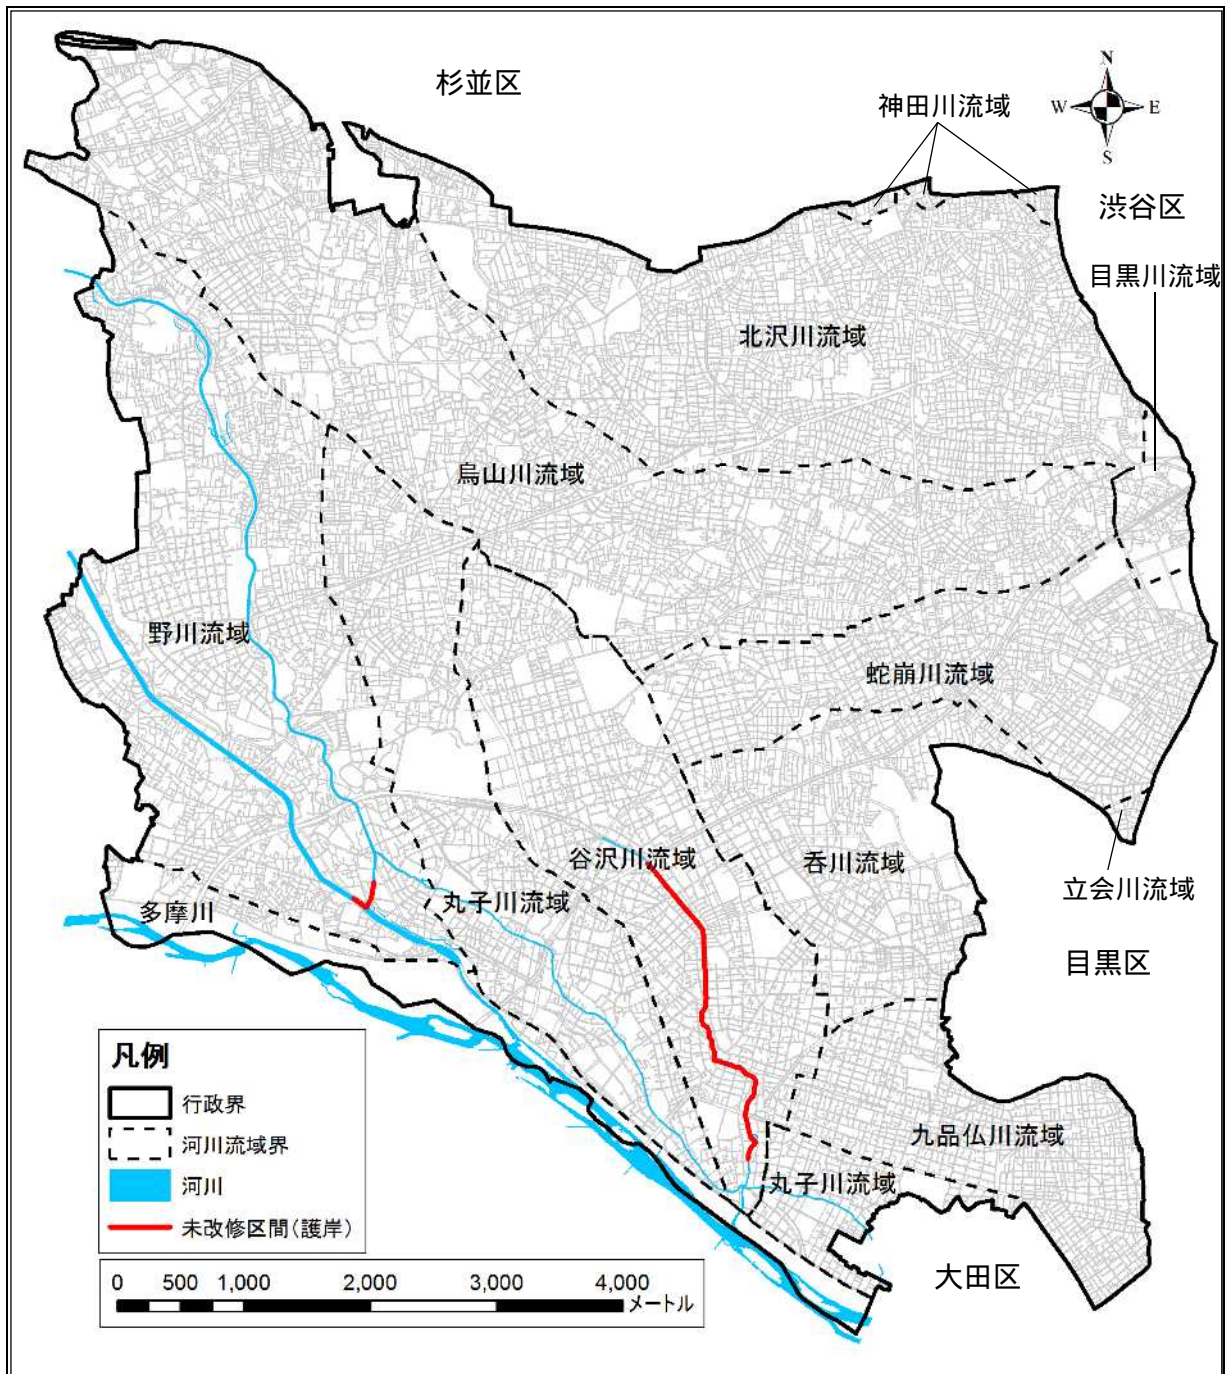 杉並区
神田川流域
N
W
E
S
渋谷区
目黒川流域
北沢川流域
烏山川流域
野川流域
蛇崩川流域
谷沢川流域
呑川流域
立会川流域
多摩川
丸子川流域
目黒区
九品仏川流域
丸子川流域
大田区
凡例
行政界
河川流域界
河川
未改修区間(護岸)
0 500 1,000 2,000 3,000 4,000
メートル